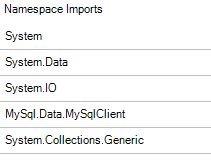 Namespace Imports
System
System.Data
System.IO
MySql.Data.MySqlClient
System.Collections.Generic